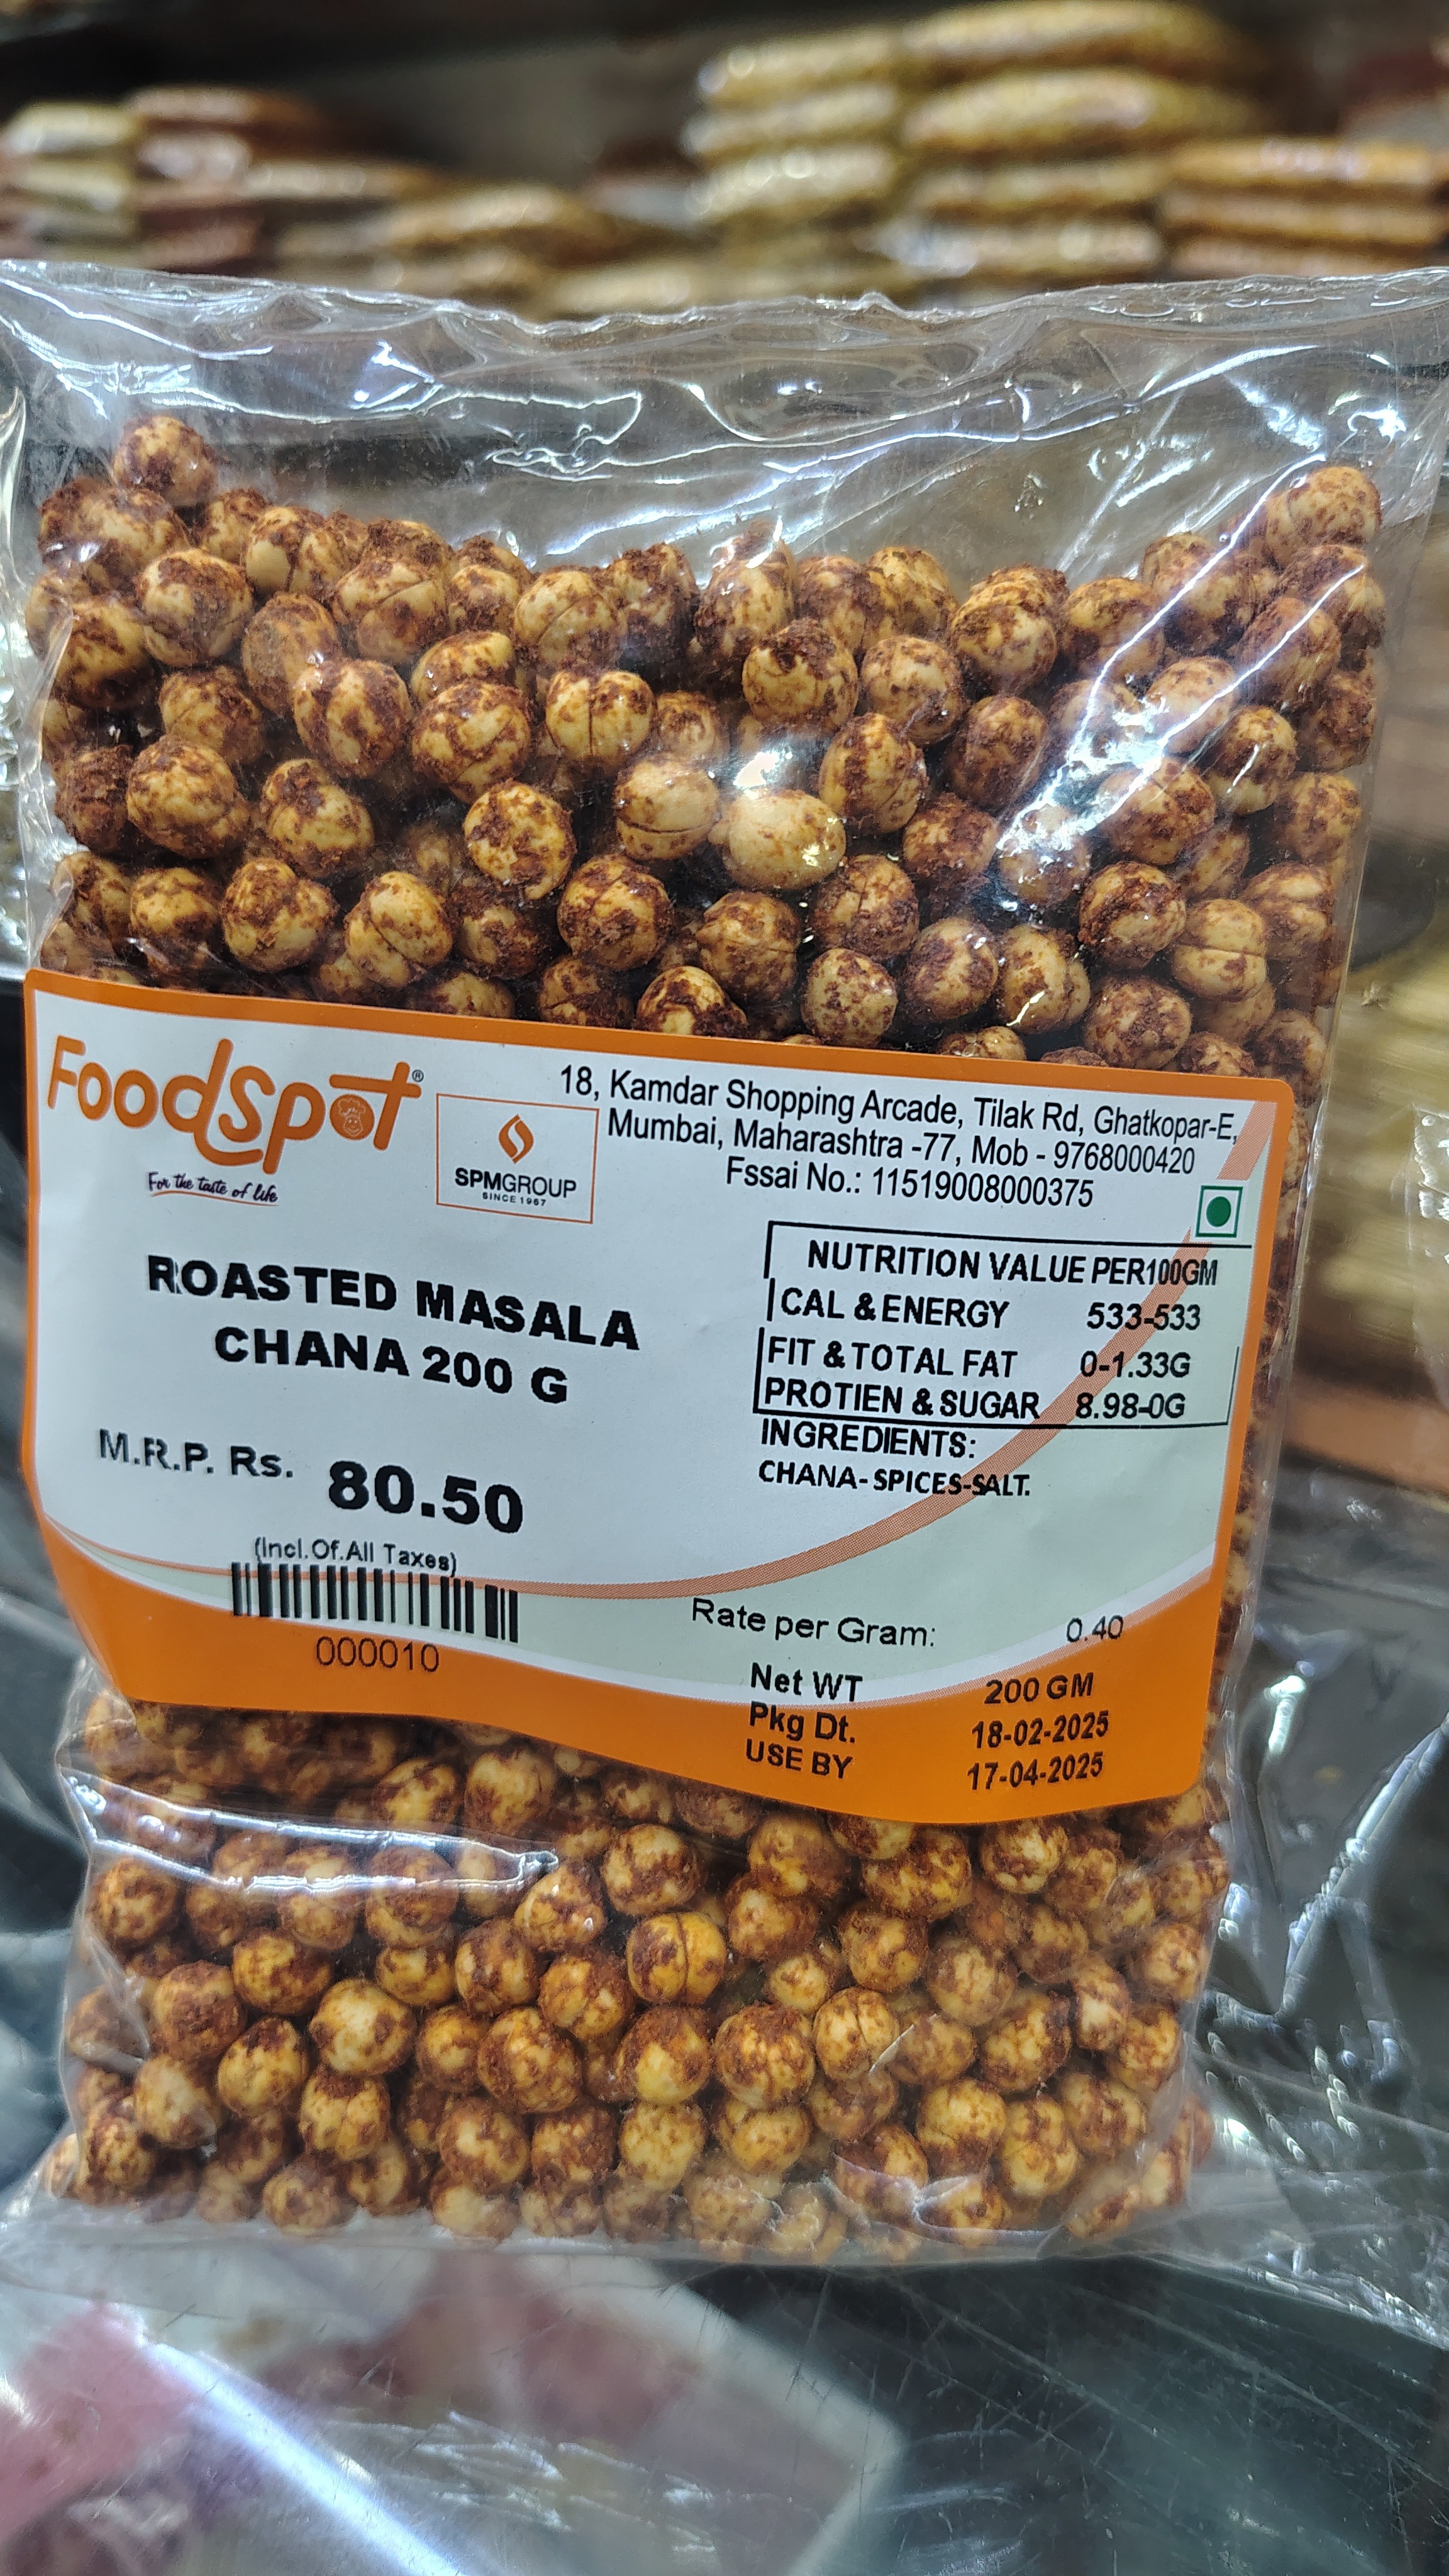 FoodSpot®
For the taste of life
SPMGROUP
SINCE 1967
18, Kamdar Shopping Arcade, Tilak Rd, Ghatkopar-E,
Mumbai, Maharashtra -77, Mob - 9768000420
Fssai No.: 11519008000375
ROASTED MASALA
CHANA 200 G
M.R.P. Rs. 80.50
(Incl.Of.All Taxes)
000010
NUTRITION VALUE PER100GM
CAL & ENERGY 533-533
FIT & TOTAL FAT 0-1.33G
PROTIEN & SUGAR 8.98-0G
INGREDIENTS:
CHANA-SPICES-SALT.
Rate per Gram: 0.40
Net WT 200 GM
Pkg Dt. 18-02-2025
USE BY 17-04-2025